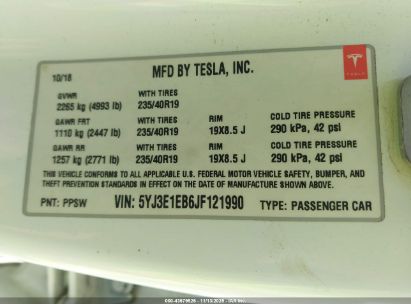 10/18 MFD BY TESLA, INC.
TESLA
GVWR WITH TIRES
2265 kg (4993 lb) 235/40R19
GAWR FRT WITH TIRES RIM COLD TIRE PRESSURE
1110 kg (2447 lb) 235/40R19 19X8.5 J 290 kPa, 42 psi
GAWR RR WITH TIRES RIM COLD TIRE PRESSURE
1257 kg (2771 lb) 235/40R19 19X8.5 J 290 kPa, 42 psi
THIS VEHICLE CONFORMS TO ALL APPLICABLE U.S. FEDERAL MOTOR VEHICLE SAFETY, BUMPER, AND
THEFT PREVENTION STANDARDS IN EFFECT ON THE DATE OF MANUFACTURE SHOWN ABOVE.
PNT: PPSW VIN: 5YJ3E1EB6JF121990 TYPE: PASSENGER CAR